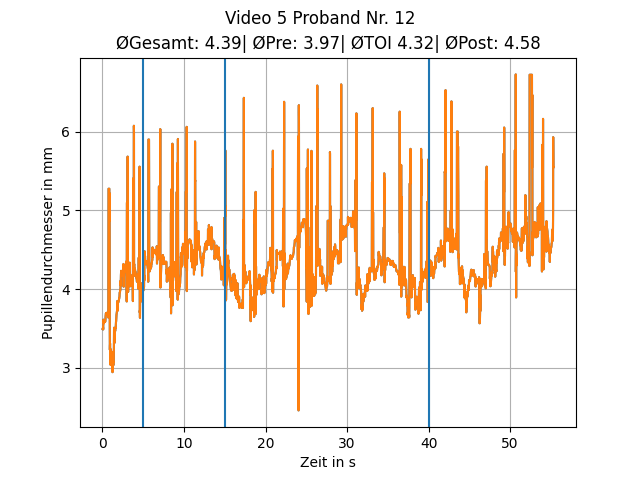 Video 5 Proband Nr. 12
ØGesamt: 4.39| ØPre: 3.97| ØTOI 4.32| ØPost: 4.58
Pupillendurchmesser in mm
6
5
4
3
0 10 20 30 40 50
Zeit in s